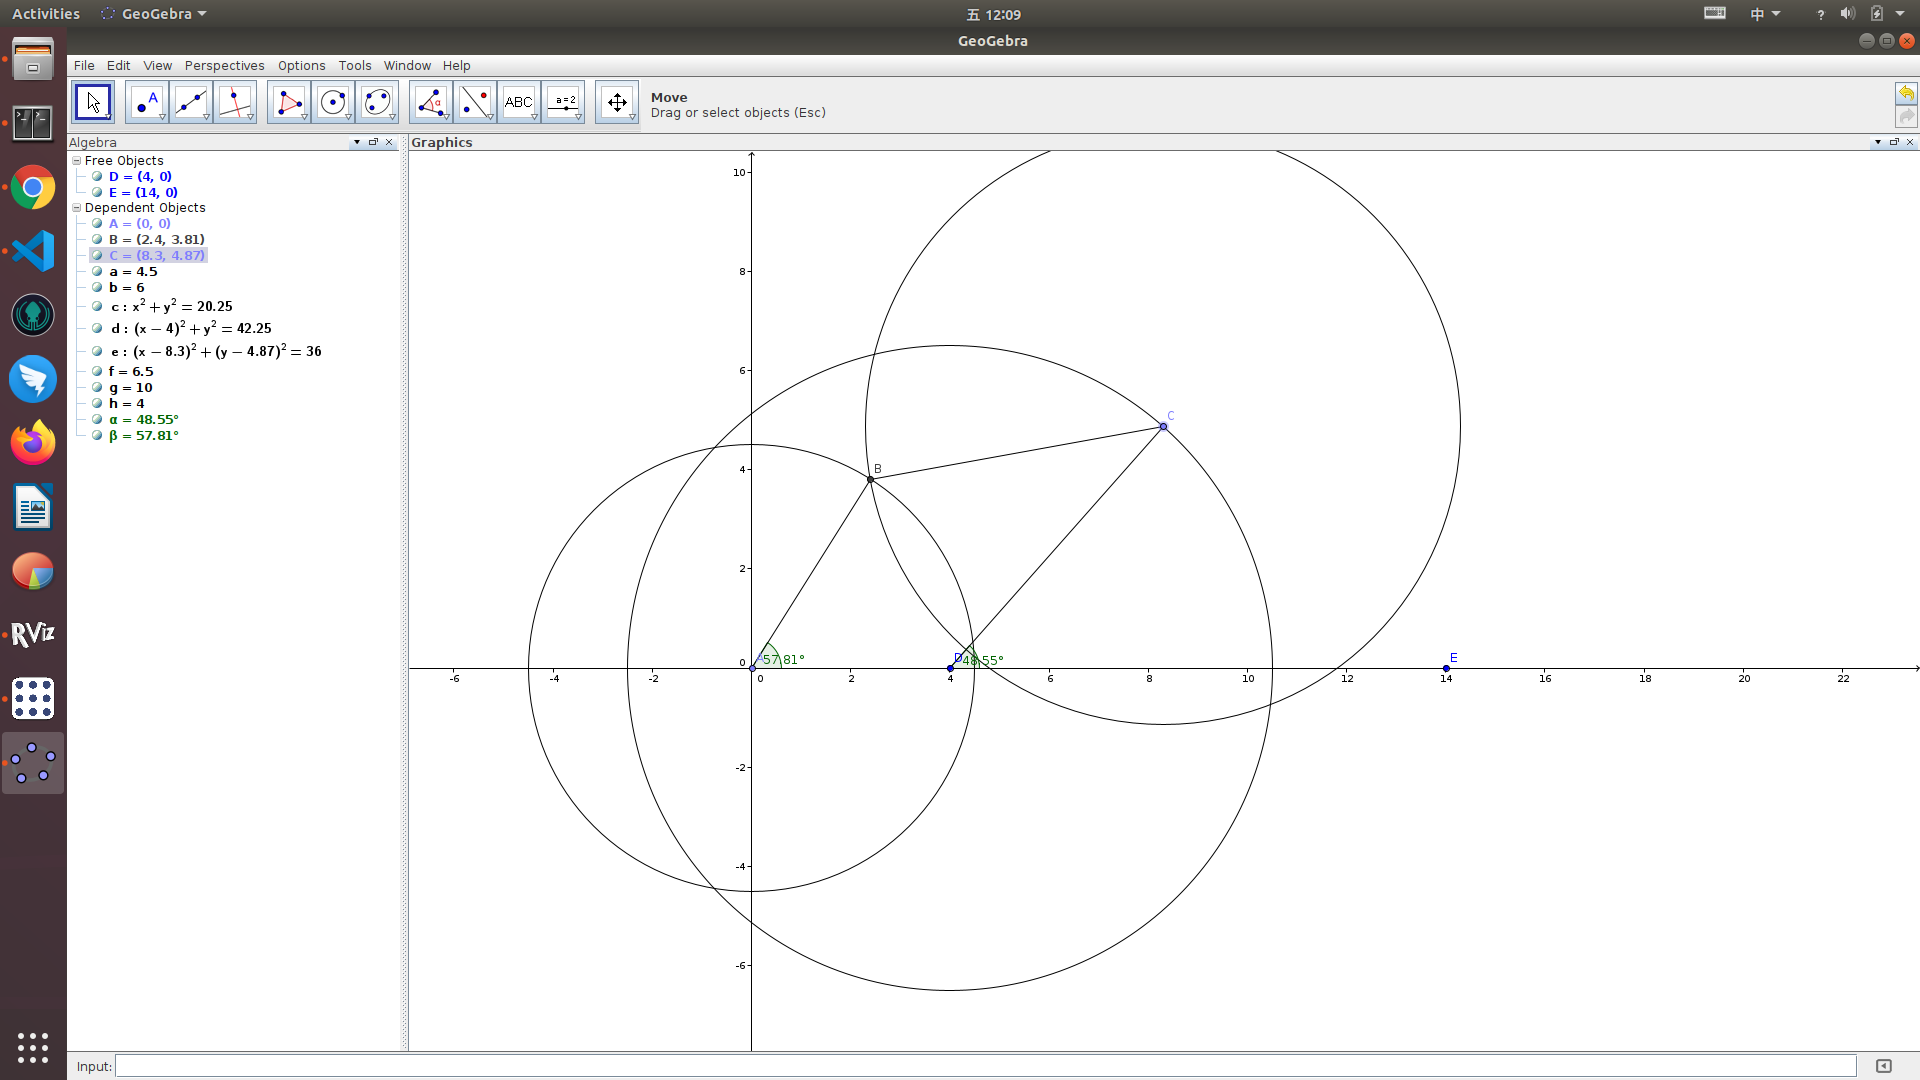 Activities GeoGebra 五 12:09 中 ?
GeoGebra
File Edit View Perspectives Options Tools Window Help
A α ABC a=2
Move
Drag or select objects (Esc)
Algebra
Graphics
Free Objects
D = (4, 0)
E = (14, 0)
Dependent Objects
A = (0, 0)
B = (2.4, 3.81)
C = (8.3, 4.87)
a = 4.5
b = 6
c : x² + y² = 20.25
d : (x − 4)² + y² = 42.25
e : (x − 8.3)² + (y − 4.87)² = 36
f = 6.5
g = 10
h = 4
α = 48.55°
β = 57.81°
10
8
6
C
4
B
2
0
A 57.81° D 48.55° E
-6 -4 -2 0 2 4 6 8 10 12 14 16 18 20 22
-2
-4
-6
RViz
Input: